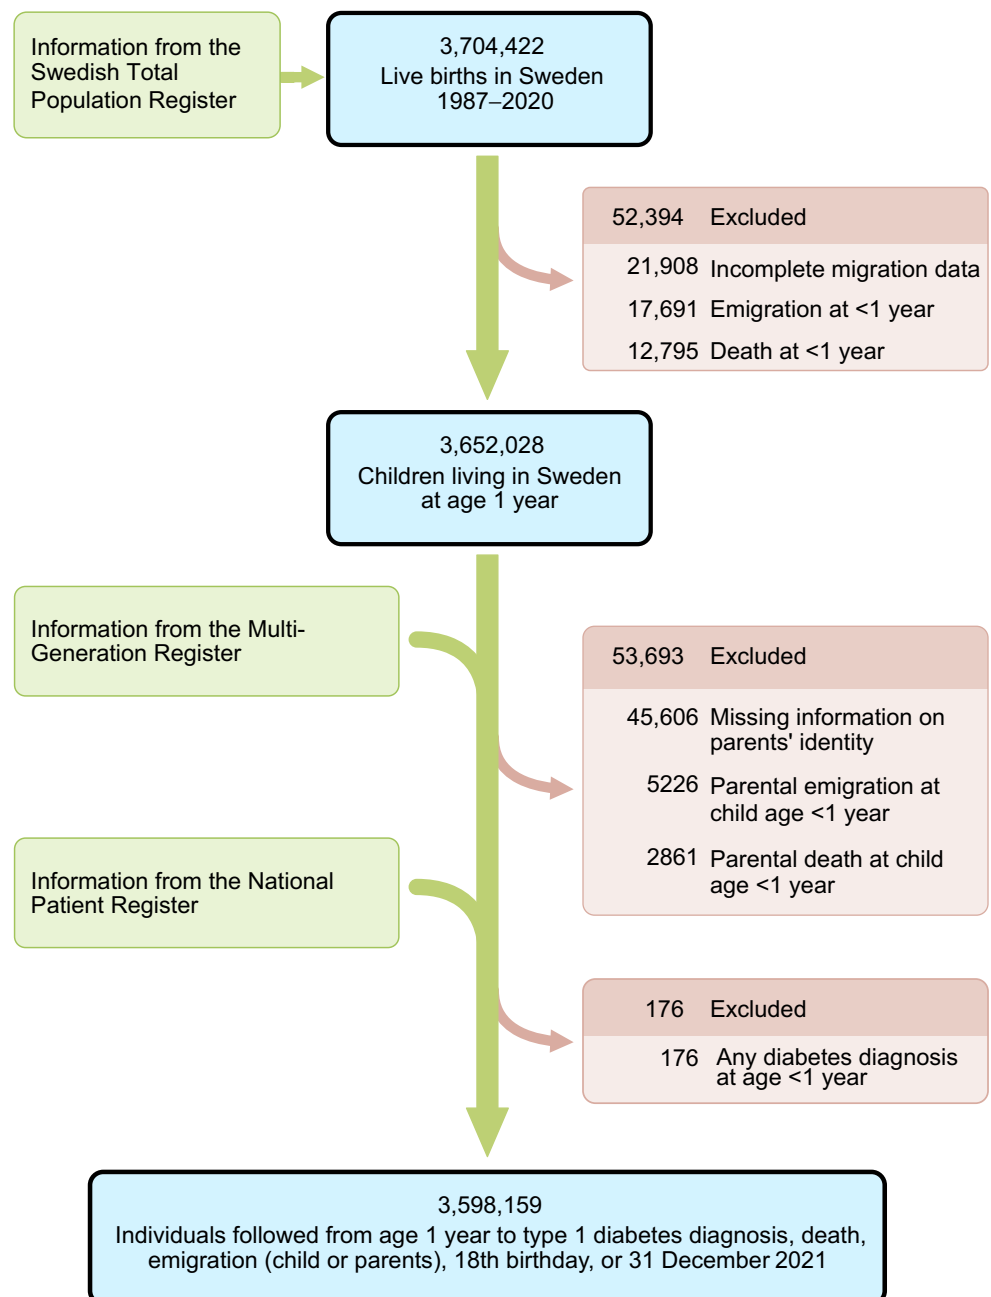 Information from the
Swedish Total
Population Register
3,704,422
Live births in Sweden
1987–2020
52,394 Excluded
21,908 Incomplete migration data
17,691 Emigration at <1 year
12,795 Death at <1 year
3,652,028
Children living in Sweden
at age 1 year
Information from the Multi-
Generation Register
53,693 Excluded
45,606 Missing information on
parents' identity
5226 Parental emigration at
child age <1 year
2861 Parental death at child
age <1 year
Information from the National
Patient Register
176 Excluded
176 Any diabetes diagnosis
at age <1 year
3,598,159
Individuals followed from age 1 year to type 1 diabetes diagnosis, death,
emigration (child or parents), 18th birthday, or 31 December 2021